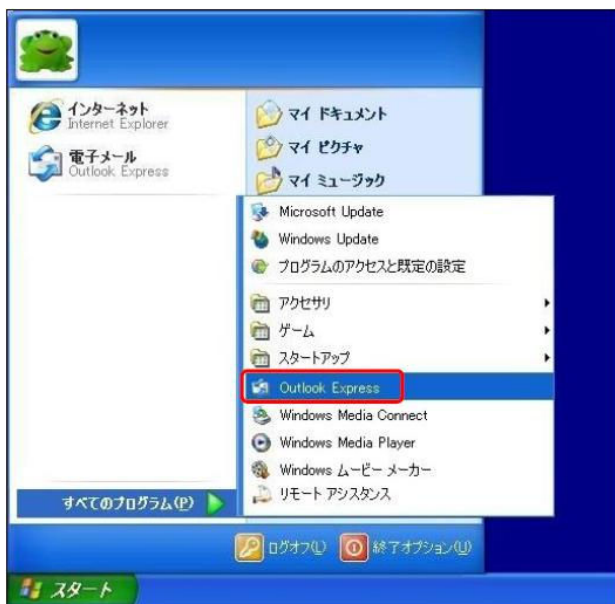 インターネット
Internet Explorer
電子メール
Outlook Express
マイ ドキュメント
マイ ピクチャ
マイ ミュージック
Microsoft Update
Windows Update
プログラムのアクセスと既定の設定
アクセサリ
ゲーム
スタートアップ
Outlook Express
Windows Media Connect
Windows Media Player
Windows ムービー メーカー
リモート アシスタンス
すべてのプログラム(P)
ログオフ(L)
終了オプション(U)
スタート